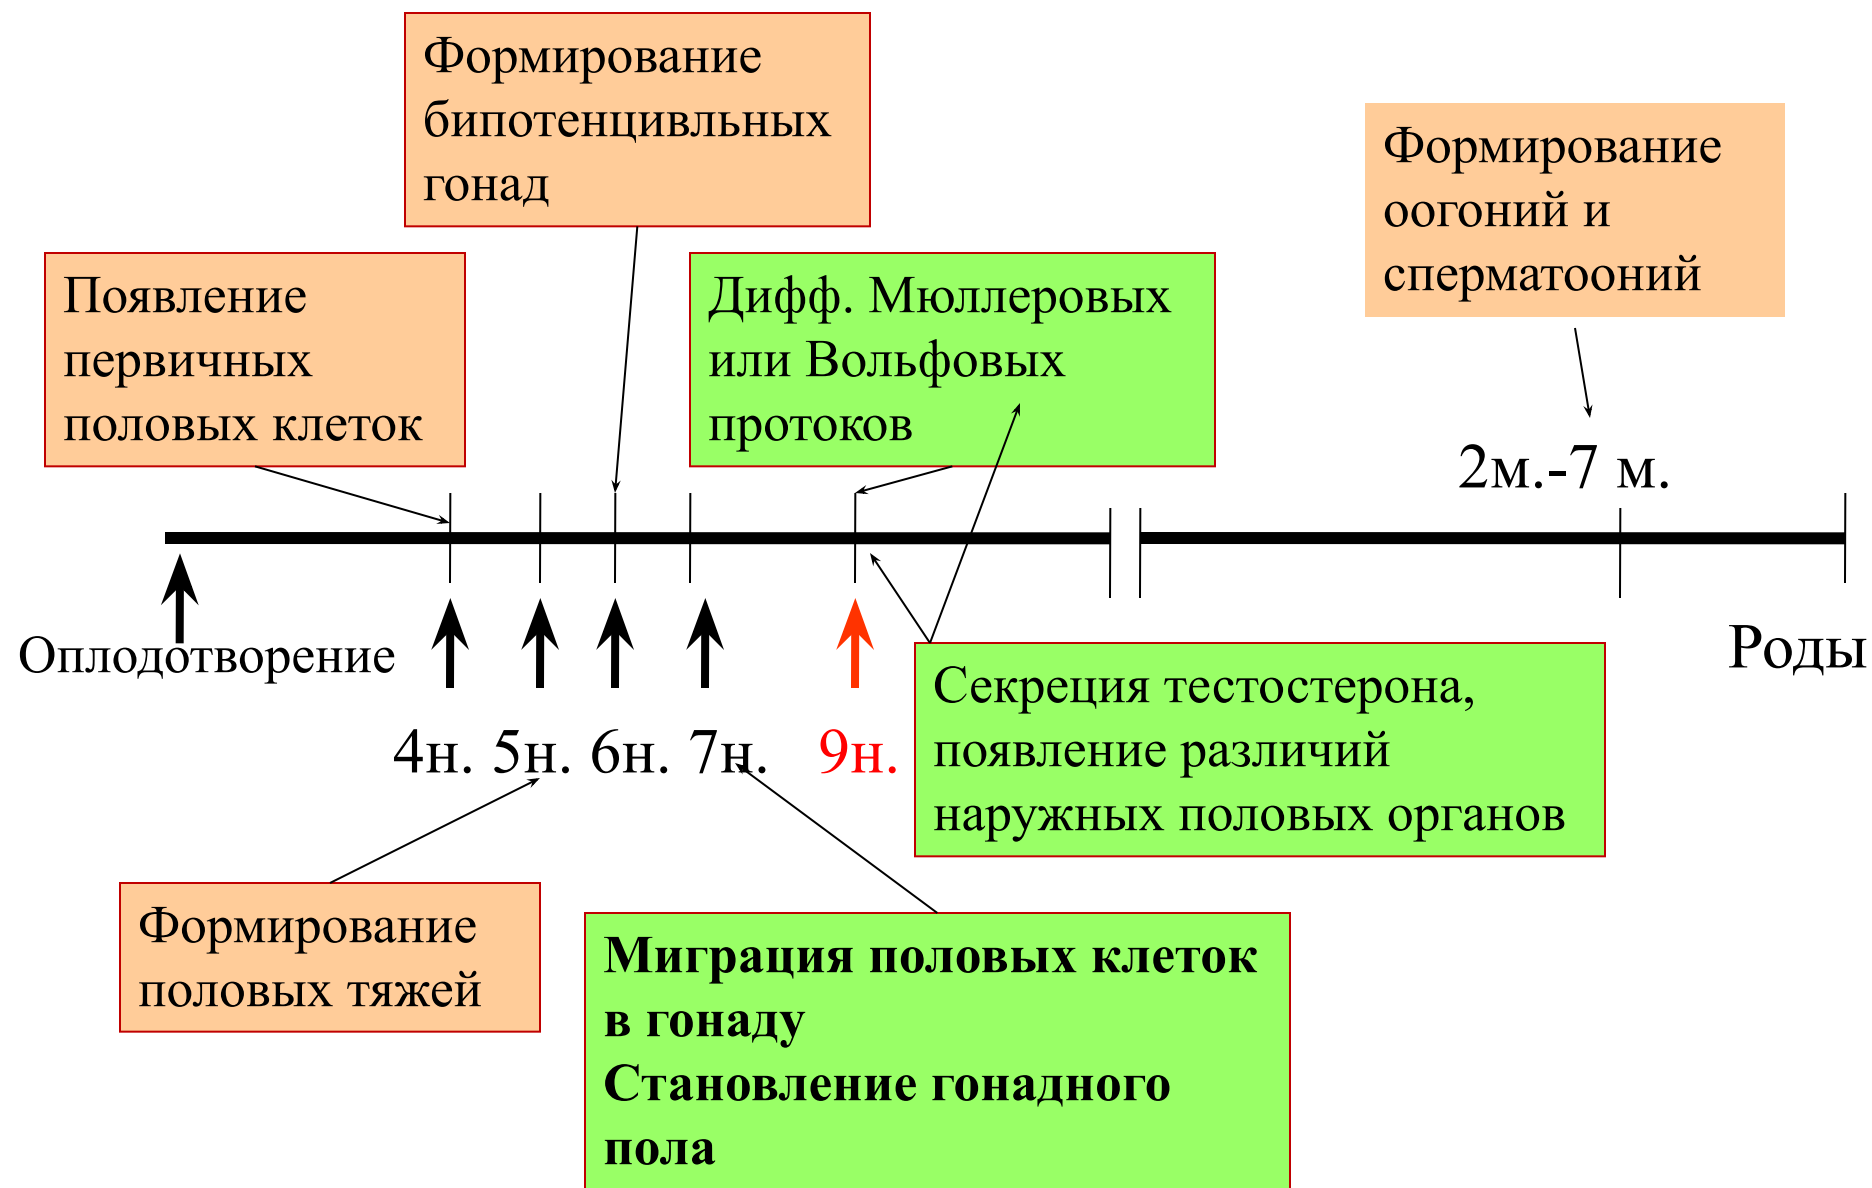 Формирование
бипотенцивльных
гонад
Формирование
оогоний и
сперматооний
Появление
первичных
половых клеток
Дифф. Мюллеровых
или Вольфовых
протоков
2м.-7 м.
Оплодотворение
Роды
4н. 5н. 6н. 7н. 9н.
Секреция тестостерона,
появление различий
наружных половых органов
Формирование
половых тяжей
Миграция половых клеток
в гонаду
Становление гонадного
пола